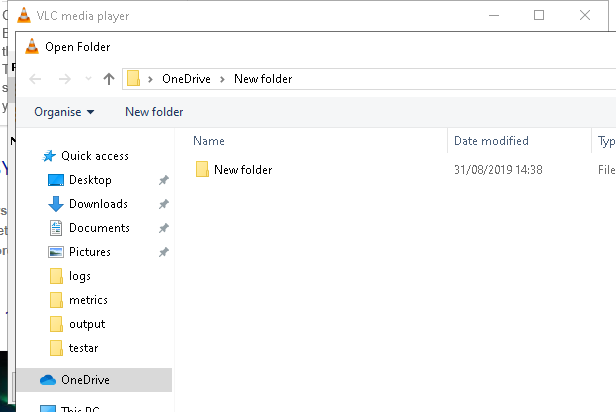 VLC media player
Open Folder
OneDrive > New folder
Organise New folder
Name Date modified Typ
Quick access
New folder 31/08/2019 14:38 File
Desktop
Downloads
Documents
Pictures
logs
metrics
output
testar
OneDrive
This PC